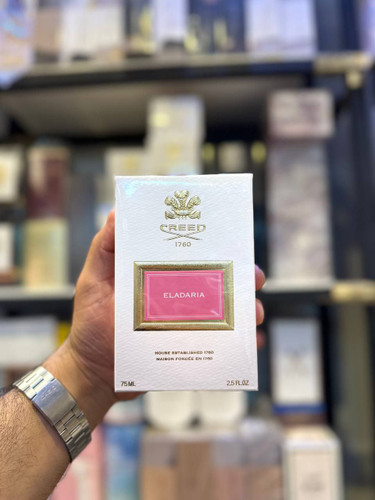 CREED
1760
ELADARIA
HOUSE ESTABLISHED 1760
MAISON FONDÉE EN 1760
75 ML 2.5 FL.OZ